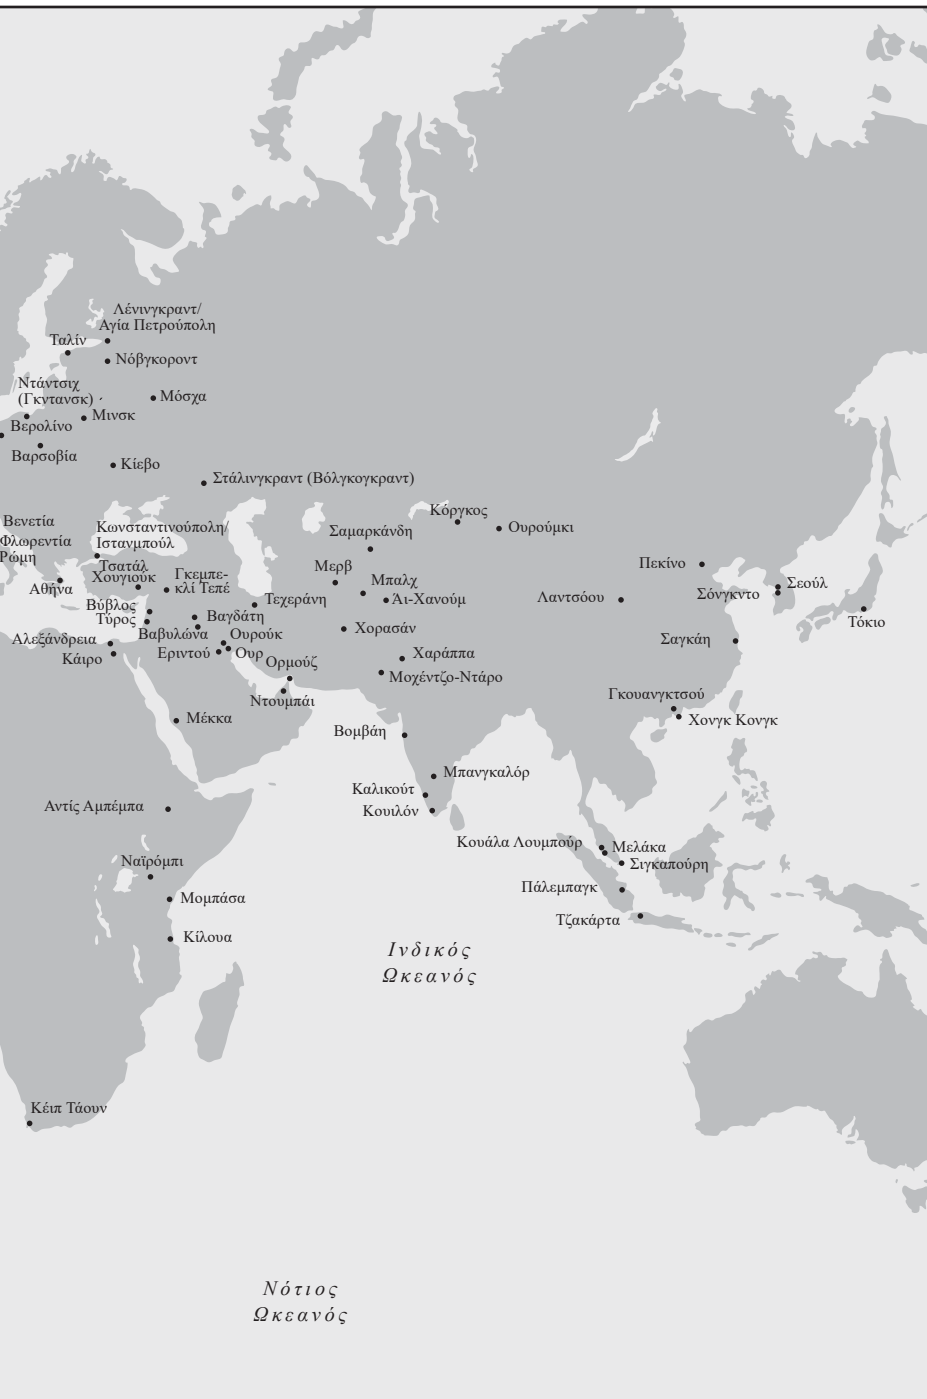 Λένινγκραντ/
Αγία Πετρούπολη
Ταλίν
Νόβγκοροντ
Ντάντσιχ
(Γκντανσκ)
Μόσχα
Μινσκ
Βερολίνο
Βαρσοβία
Κίεβο
Στάλινγκραντ (Βόλγκογκραντ)
Κόργκος
Βενετία
Κωνσταντινούπολη/
Ιστανμπούλ
Σαμαρκάνδη
Ουρούμκι
Φλωρεντία
Ρώμη
Τσατάλ
Χουγιούκ
Γκεμπε-
κλί Τεπέ
Μερβ
Μπαλχ
Πεκίνο
Σεούλ
Αθήνα
Τεχεράνη
Άι-Χανούμ
Λαντσόου
Σόνγκντο
Βύβλος
Τύρος
Βαγδάτη
Τόκιο
Βαβυλώνα
Ουρούκ
Χορασάν
Αλεξάνδρεια
Σαγκάη
Κάιρο
Εριντού
Ουρ
Ορμούζ
Χαράππα
Μοχέντζο-Ντάρο
Ντουμπάι
Γκουανγκτσού
Μέκκα
Χονγκ Κονγκ
Βομβάη
Μπανγκαλόρ
Καλικούτ
Αντίς Αμπέμπα
Κουιλόν
Κουάλα Λουμπούρ
Μελάκα
Ναϊρόμπι
Σιγκαπούρη
Πάλεμπαγκ
Μομπάσα
Τζακάρτα
Κίλουα
Ινδικός
Ωκεανός
Κέιπ Τάουν
Νότιος
Ωκεανός